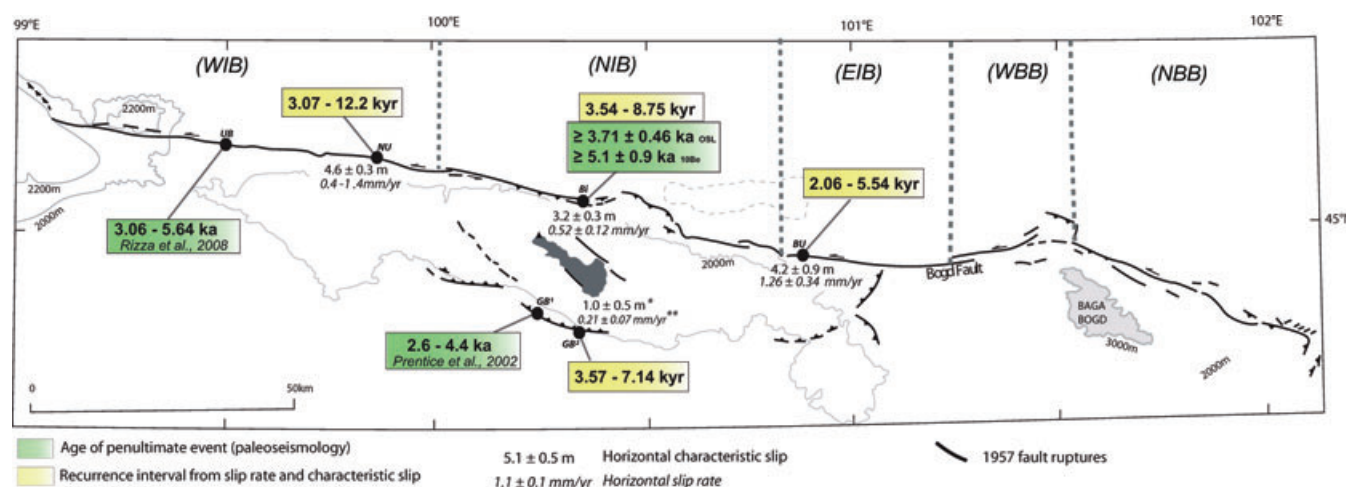 99°E
100°E
101°E
102°E
(WIB)
(NIB)
(EIB)
(WBB)
(NBB)
2200m
UB
3.07 - 12.2 kyr
NU
4.6 ± 0.3 m
0.4-1.4mm/yr
3.54 - 8.75 kyr
≥ 3.71 ± 0.46 ka OSL
≥ 5.1 ± 0.9 ka 10Be
Bi
3.2 ± 0.3 m
0.52 ± 0.12 mm/yr
2.06 - 5.54 kyr
BU
4.2 ± 0.9 m
1.26 ± 0.34 mm/yr
2200m
2000m
3.06 - 5.64 ka
Rizza et al., 2008
45°
2000m
Bogd Fault
1.0 ± 0.5 m *
0.21 ± 0.07 mm/yr**
GB¹
GB²
2.6 - 4.4 ka
Prentice et al., 2002
3.57 - 7.14 kyr
BAGA
BOGD
3000m
2000m
0
50km
Age of penultimate event (paleoseismology)
Recurrence interval from slip rate and characteristic slip
5.1 ± 0.5 m
Horizontal characteristic slip
1.1 ± 0.1 mm/yr
Horizontal slip rate
1957 fault ruptures